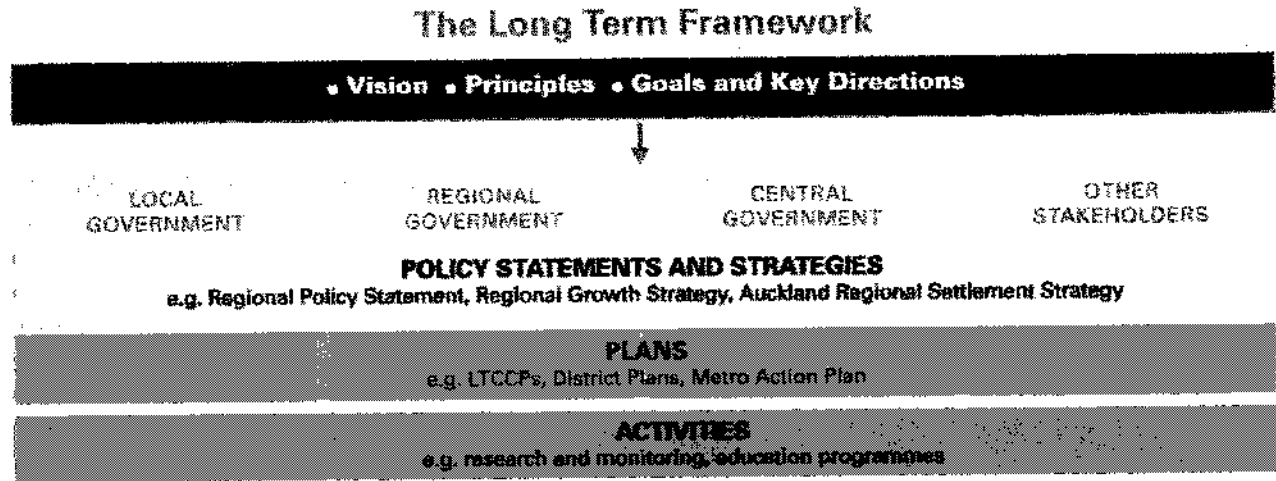 The Long Term Framework
• Vision • Principles • Goals and Key Directions
LOCAL GOVERNMENT
REGIONAL GOVERNMENT
CENTRAL GOVERNMENT
OTHER STAKEHOLDERS
POLICY STATEMENTS AND STRATEGIES
e.g. Regional Policy Statement, Regional Growth Strategy, Auckland Regional Settlement Strategy
PLANS
e.g. LTCCPs, District Plans, Metro Action Plan
ACTIVITIES
e.g. research and monitoring, education programmes